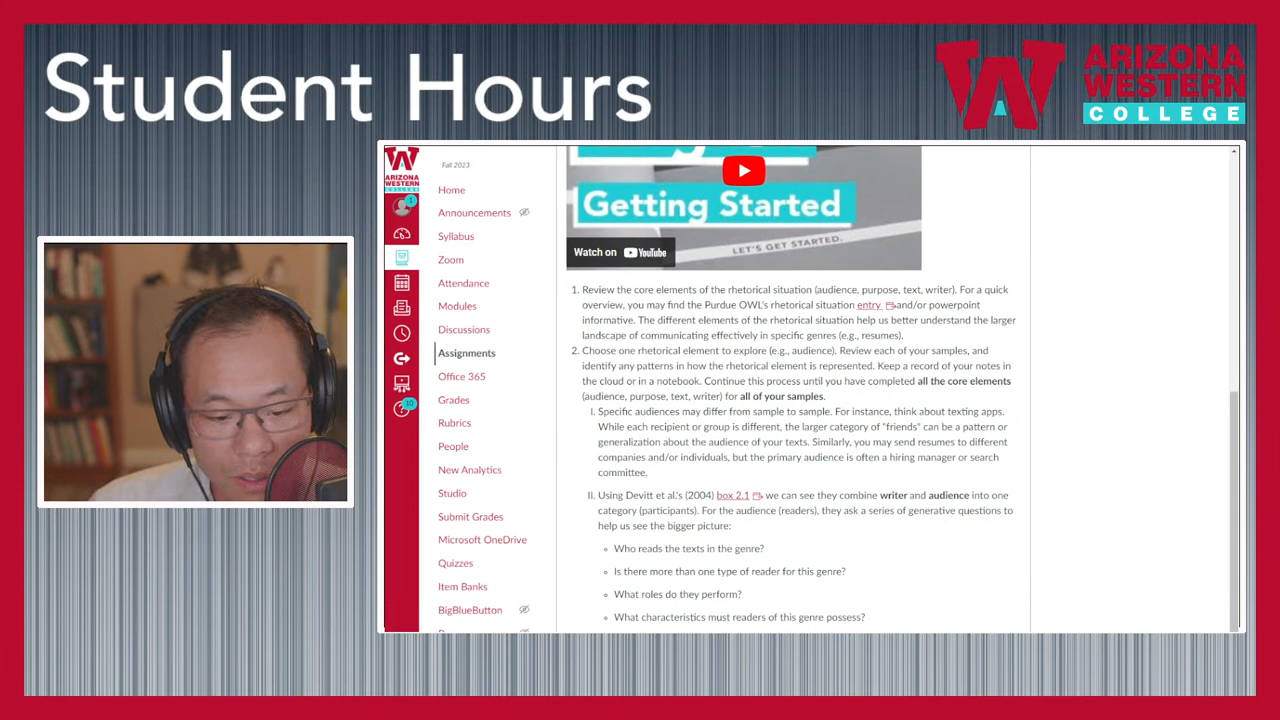 Student Hours
ARIZONA
WESTERN
COLLEGE
ARIZONA
WESTERN
1
10
Fall 2023
Home
Announcements
Syllabus
Zoom
Attendance
Modules
Discussions
Assignments
Office 365
Grades
Rubrics
People
New Analytics
Studio
Submit Grades
Microsoft OneDrive
Quizzes
Item Banks
BigBlueButton
Getting Started
LET'S GET STARTED.
Watch on YouTube
1. Review the core elements of the rhetorical situation (audience, purpose, text, writer). For a quick
overview, you may find the Purdue OWL's rhetorical situation entry and/or powerpoint
informative. The different elements of the rhetorical situation help us better understand the larger
landscape of communicating effectively in specific genres (e.g., resumes).
2. Choose one rhetorical element to explore (e.g., audience). Review each of your samples, and
identify any patterns in how the rhetorical element is represented. Keep a record of your notes in
the cloud or in a notebook. Continue this process until you have completed all the core elements
(audience, purpose, text, writer) for all of your samples.
I. Specific audiences may differ from sample to sample. For instance, think about texting apps.
While each recipient or group is different, the larger category of "friends" can be a pattern or
generalization about the audience of your texts. Similarly, you may send resumes to different
companies and/or individuals, but the primary audience is often a hiring manager or search
committee.
II. Using Devitt et al.'s (2004) box 2.1 we can see they combine writer and audience into one
category (participants). For the audience (readers), they ask a series of generative questions to
help us see the bigger picture:
Who reads the texts in the genre?
Is there more than one type of reader for this genre?
What roles do they perform?
What characteristics must readers of this genre possess?